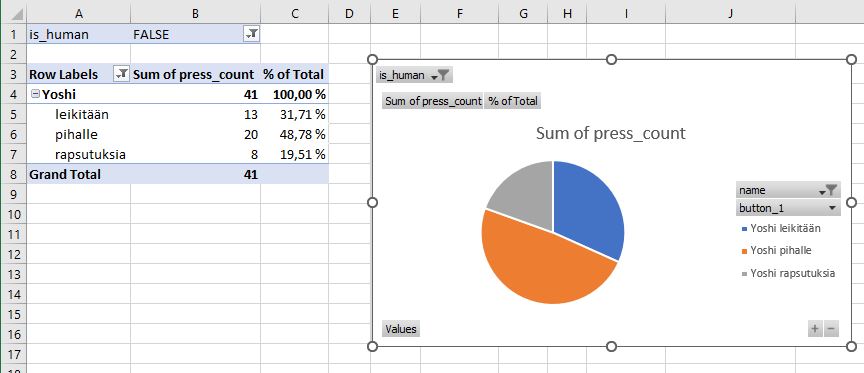 A B C D E F G H I J
1 is_human FALSE
2
3 Row Labels Sum of press_count % of Total
4 Yoshi 41 100,00 %
5 leikitään 13 31,71 %
6 pihalle 20 48,78 %
7 rapsutuksia 8 19,51 %
8 Grand Total 41
9
10
11
12
13
14
15
16
17
is_human
Sum of press_count % of Total
Sum of press_count
name
button_1
Yoshi leikitään
Yoshi pihalle
Yoshi rapsutuksia
Values